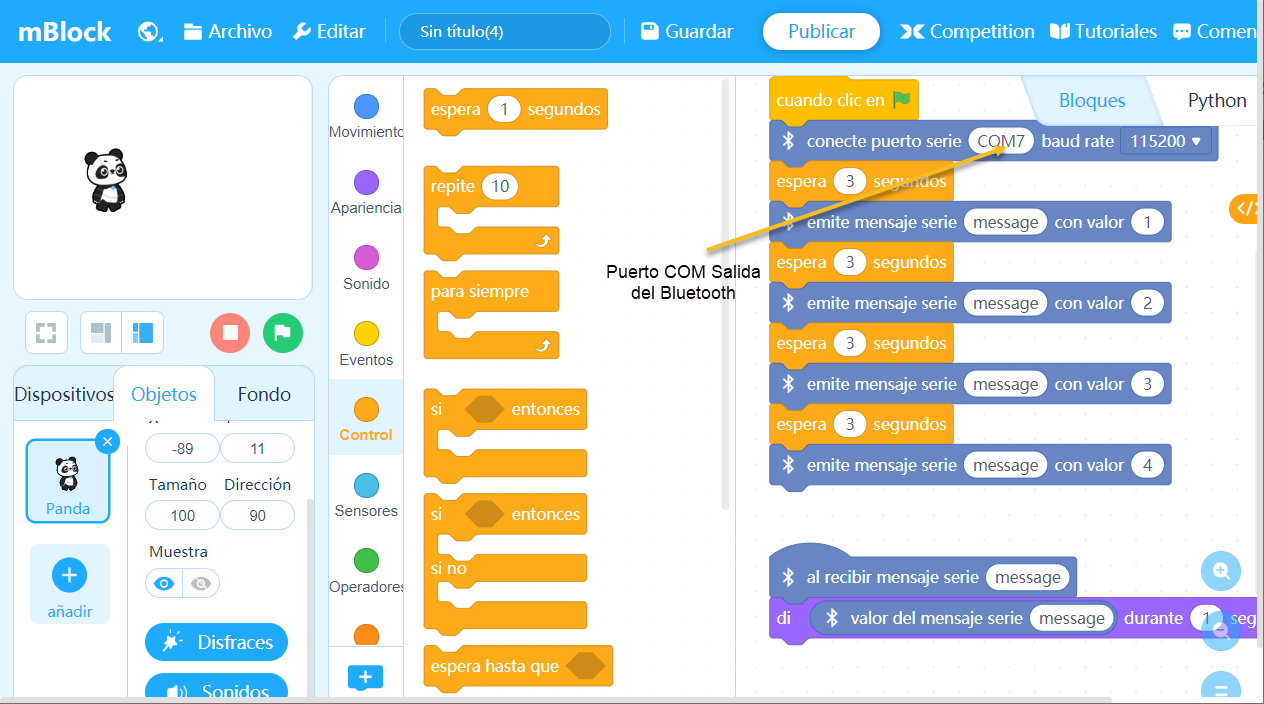 mBlock
Archivo
Editar
Sin título(4)
Guardar
Publicar
Competition
Tutoriales
Comen
Dispositivos
Objetos
Fondo
-89
11
Tamaño
Dirección
100
90
Muestra
Panda
añadir
Disfraces
Sonidos
Movimiento
Apariencia
Sonido
Eventos
Control
Sensores
Operadores
espera 1 segundos
repite 10
para siempre
si entonces
si entonces
si no
espera hasta que
Bloques
Python
cuando clic en
conecte puerto serie COM7 baud rate 115200
espera 3 segundos
emite mensaje serie message con valor 1
espera 3 segundos
emite mensaje serie message con valor 2
espera 3 segundos
emite mensaje serie message con valor 3
espera 3 segundos
emite mensaje serie message con valor 4
Puerto COM Salida
del Bluetooth
al recibir mensaje serie message
di valor del mensaje serie message durante 1 seg